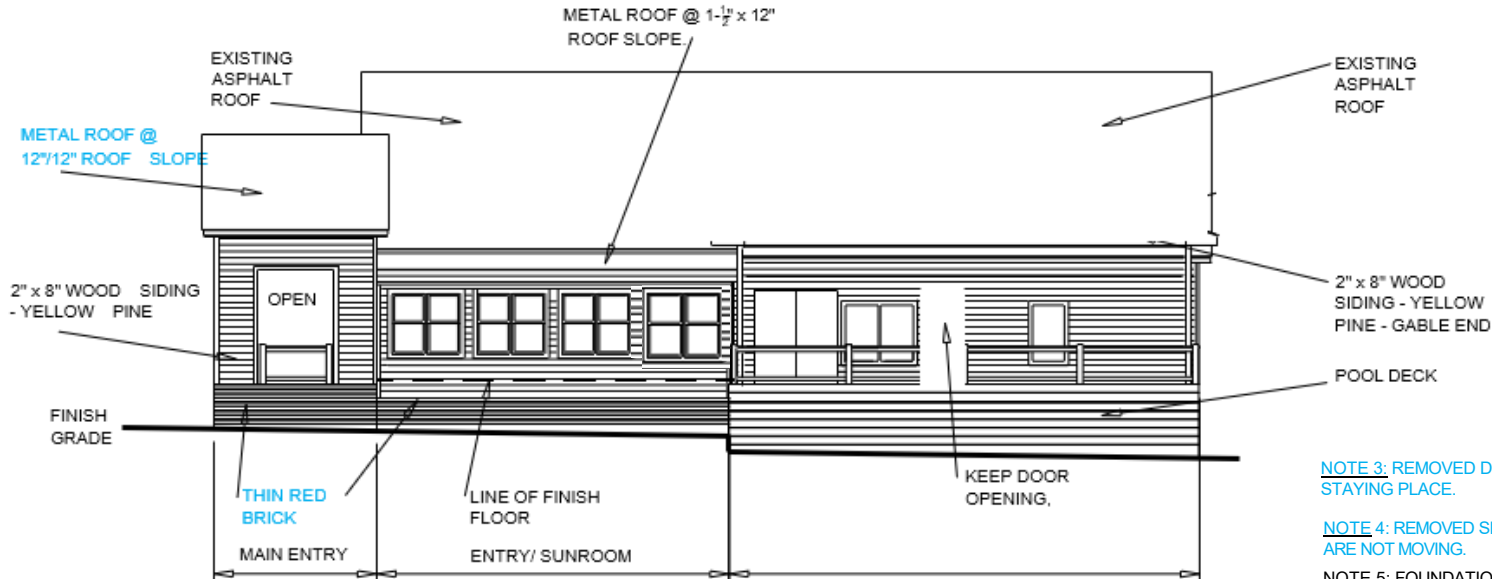 METAL ROOF @ 1-1/2" x 12"
ROOF SLOPE.
EXISTING
ASPHALT
ROOF
EXISTING
ASPHALT
ROOF
METAL ROOF @
12"/12" ROOF SLOPE
2" x 8" WOOD SIDING
- YELLOW PINE
OPEN
2" x 8" WOOD
SIDING - YELLOW
PINE - GABLE END
POOL DECK
FINISH
GRADE
THIN RED
BRICK
LINE OF FINISH
FLOOR
KEEP DOOR
OPENING,
MAIN ENTRY
ENTRY/ SUNROOM
NOTE 3: REMOVED D
STAYING PLACE.
NOTE 4: REMOVED
ARE NOT MOVING.
NOTE 5: FOUNDATIO